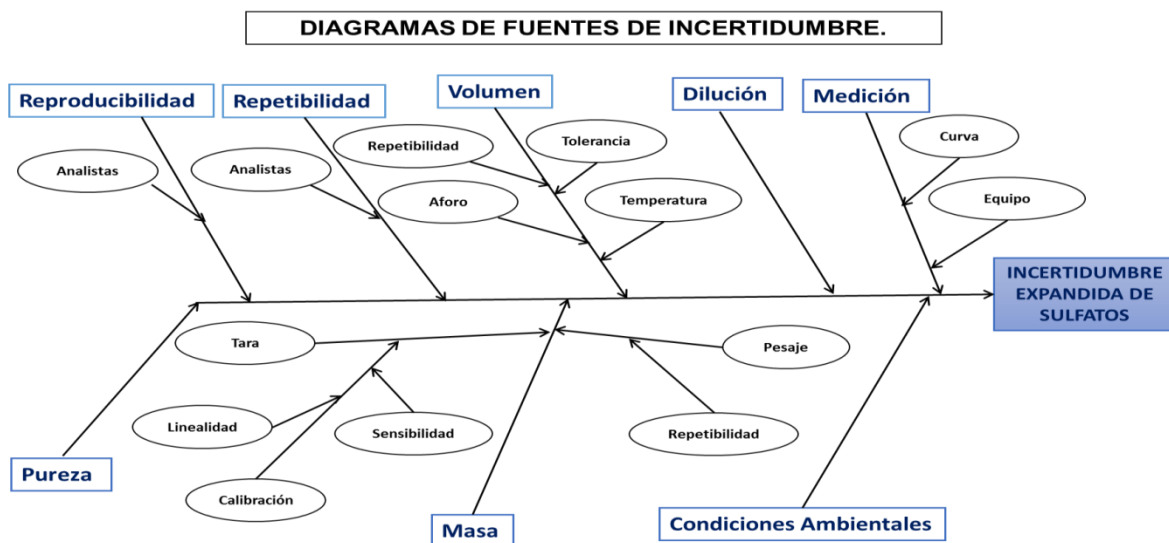 DIAGRAMAS DE FUENTES DE INCERTIDUMBRE.
Reproducibilidad
Repetibilidad
Volumen
Dilución
Medición
Analistas
Analistas
Repetibilidad
Tolerancia
Aforo
Temperatura
Curva
Equipo
INCERTIDUMBRE
EXPANDIDA DE
SULFATOS
Tara
Pesaje
Linealidad
Sensibilidad
Repetibilidad
Calibración
Pureza
Masa
Condiciones Ambientales